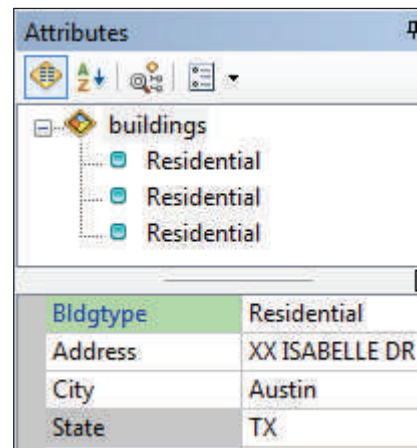 Attributes
buildings
Residential
Residential
Residential
Bldgtype Residential
Address XX ISABELLE DR
City Austin
State TX